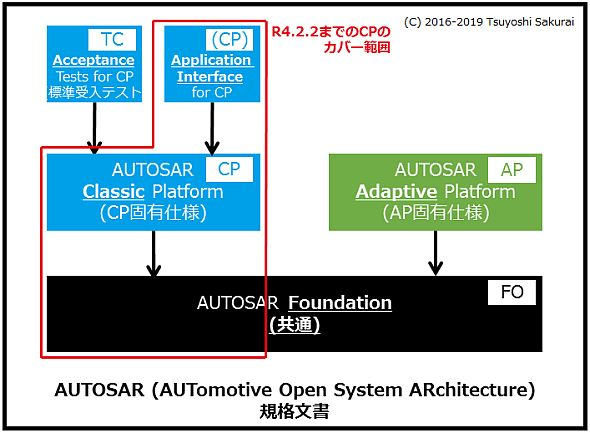 (C) 2016-2019 Tsuyoshi Sakurai
R4.2.2までのCPの
カバー範囲
TC
Acceptance
Tests for CP
標準受入テスト
(CP)
Application
Interface
for CP
AUTOSAR CP
Classic Platform
(CP固有仕様)
AUTOSAR AP
Adaptive Platform
(AP固有仕様)
FO
AUTOSAR Foundation
(共通)
AUTOSAR (AUTomotive Open System ARchitecture)
規格文書